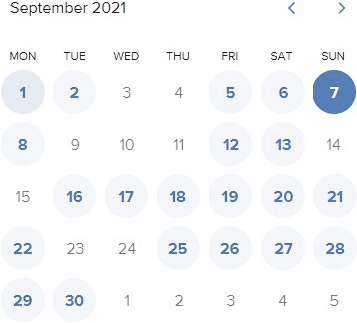 September 2021
MON TUE WED THU FRI SAT SUN
1 2 3 4 5 6 7
8 9 10 11 12 13 14
15 16 17 18 19 20 21
22 23 24 25 26 27 28
29 30 1 2 3 4 5